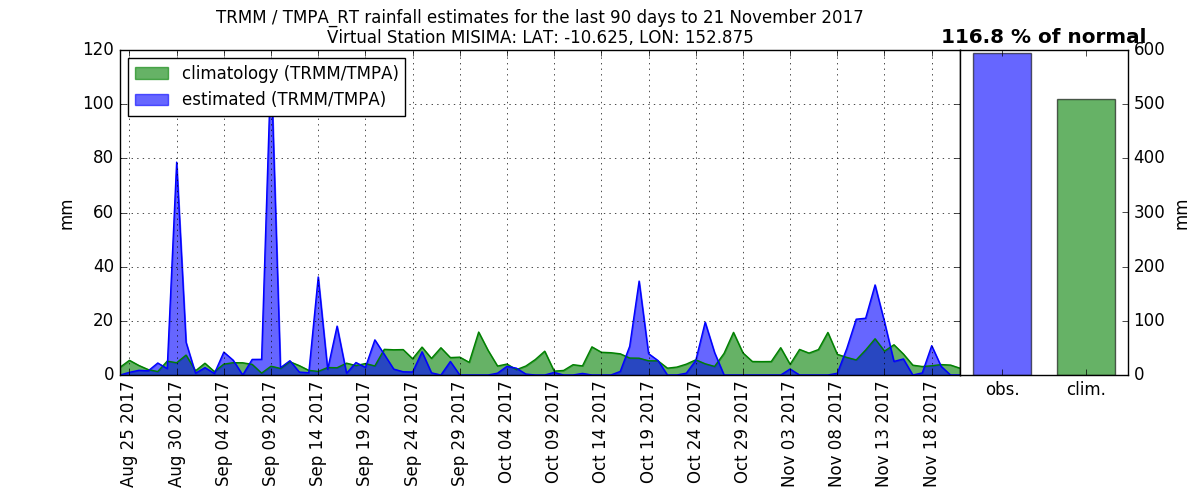 TRMM / TMPA_RT rainfall estimates for the last 90 days to 21 November 2017
Virtual Station MISIMA: LAT: -10.625, LON: 152.875
116.8 % of normal
climatology (TRMM/TMPA)
estimated (TRMM/TMPA)
120
100
80
60
40
20
0
mm
Aug 25 2017
Aug 30 2017
Sep 04 2017
Sep 09 2017
Sep 14 2017
Sep 19 2017
Sep 24 2017
Sep 29 2017
Oct 04 2017
Oct 09 2017
Oct 14 2017
Oct 19 2017
Oct 24 2017
Oct 29 2017
Nov 03 2017
Nov 08 2017
Nov 13 2017
Nov 18 2017
obs.
clim.
600
500
400
300
200
100
0
mm